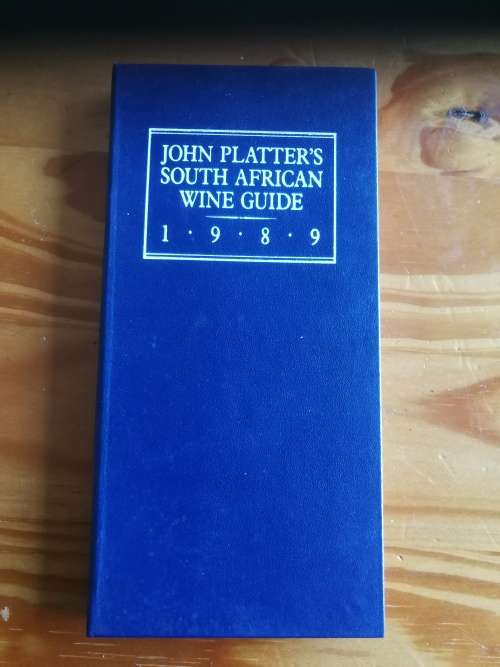 JOHN PLATTER'S
SOUTH AFRICAN
WINE GUIDE
1 · 9 · 8 · 9